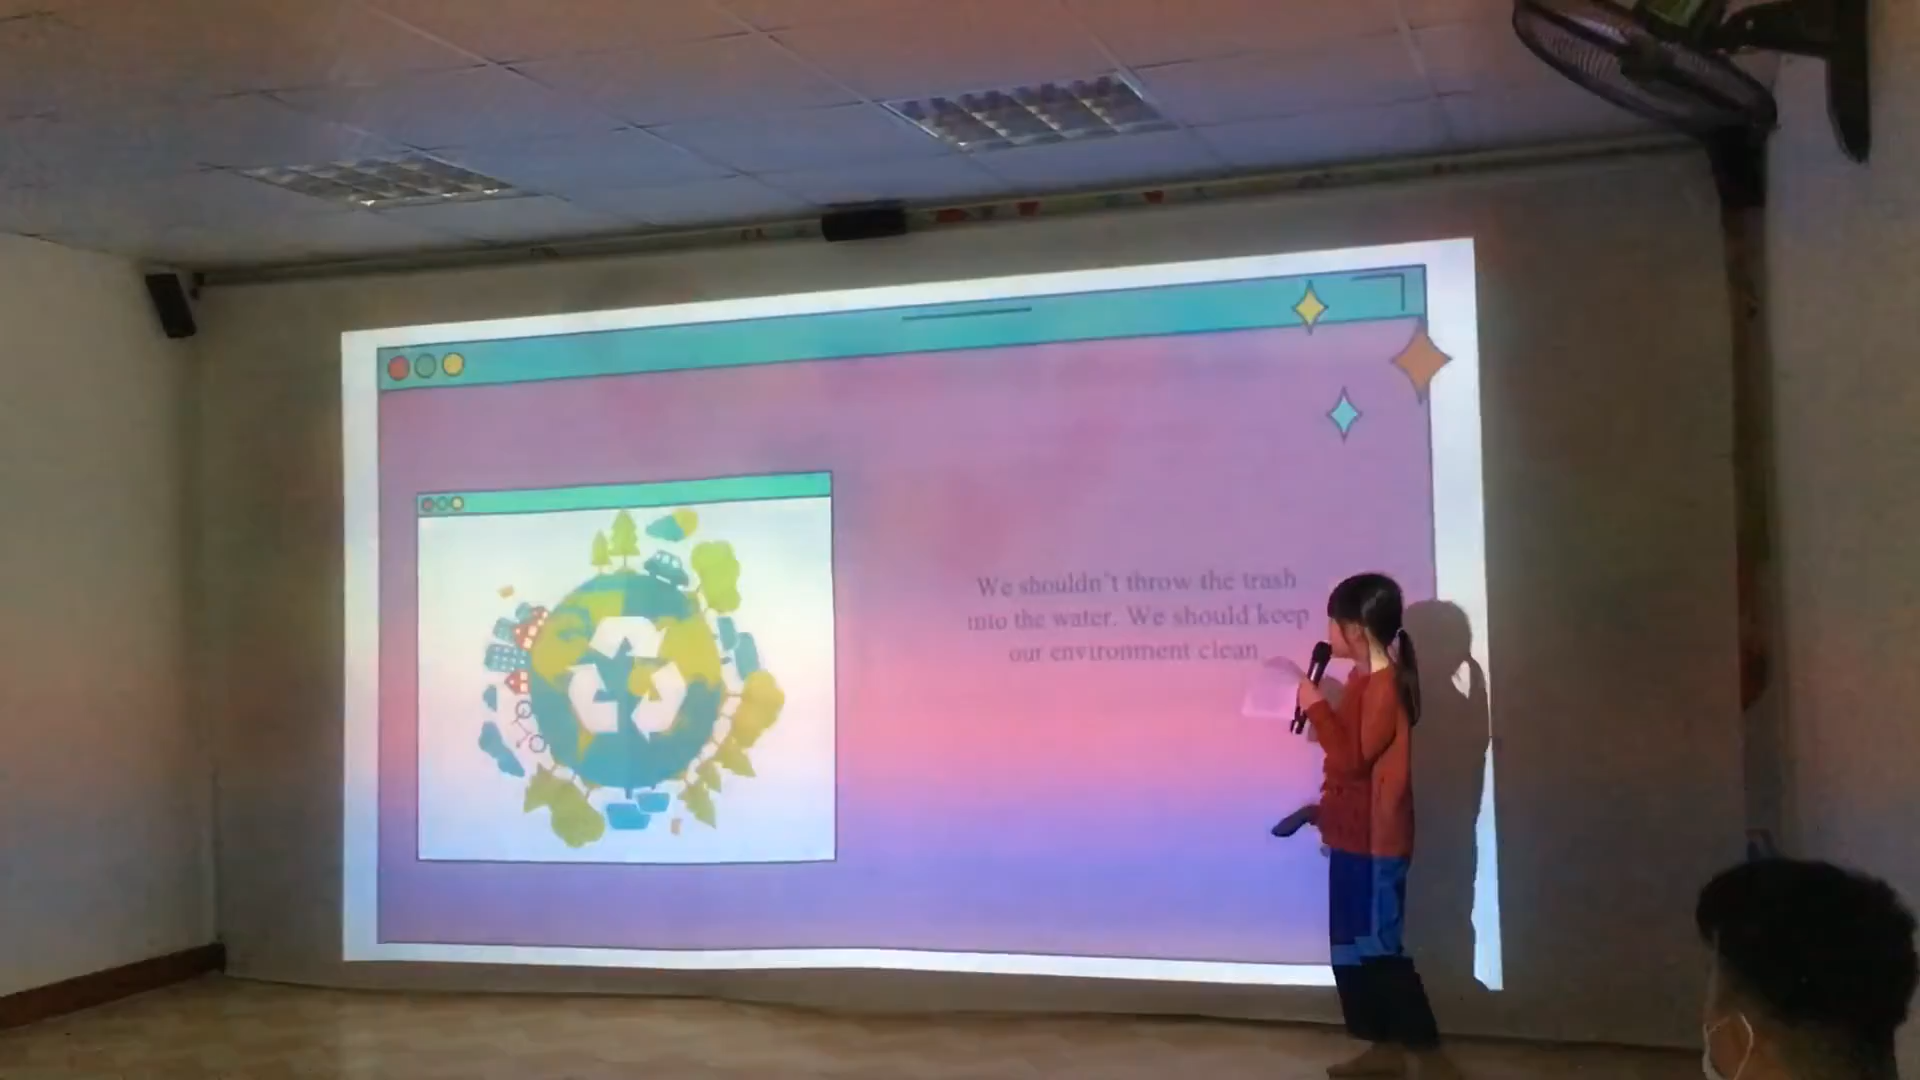 We shouldn't throw the trash
into the water. We should keep
our environment clean